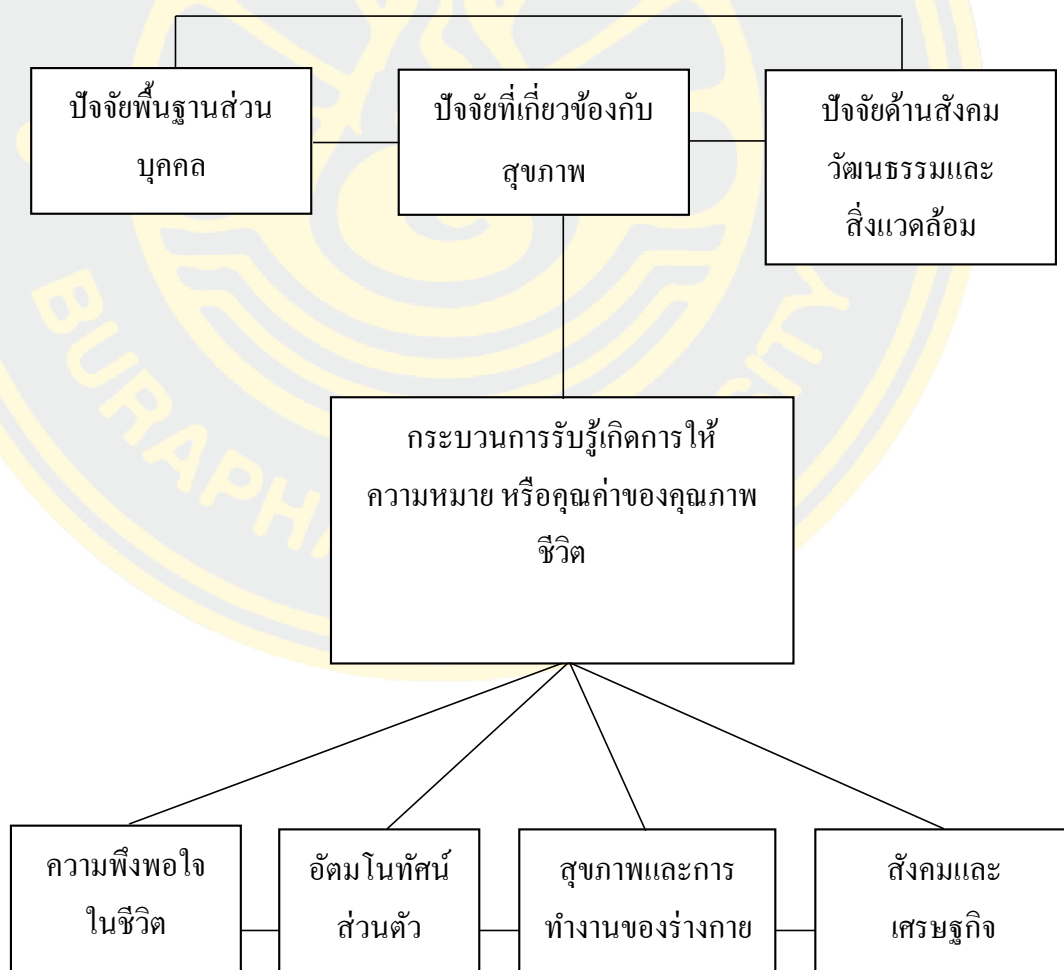 ปัจจัยพื้นฐานส่วน
บุคคล
ปัจจัยที่เกี่ยวข้องกับ
สุขภาพ
ปัจจัยด้านสังคม
วัฒนธรรมและ
สิ่งแวดล้อม
กระบวนการรับรู้เกิดการให้
ความหมาย หรือคุณค่าของคุณภาพ
ชีวิต
ความพึงพอใจ
ในชีวิต
อัตมโนทัศน์
ส่วนตัว
สุขภาพและการ
ทำงานของร่างกาย
สังคมและ
เศรษฐกิจ